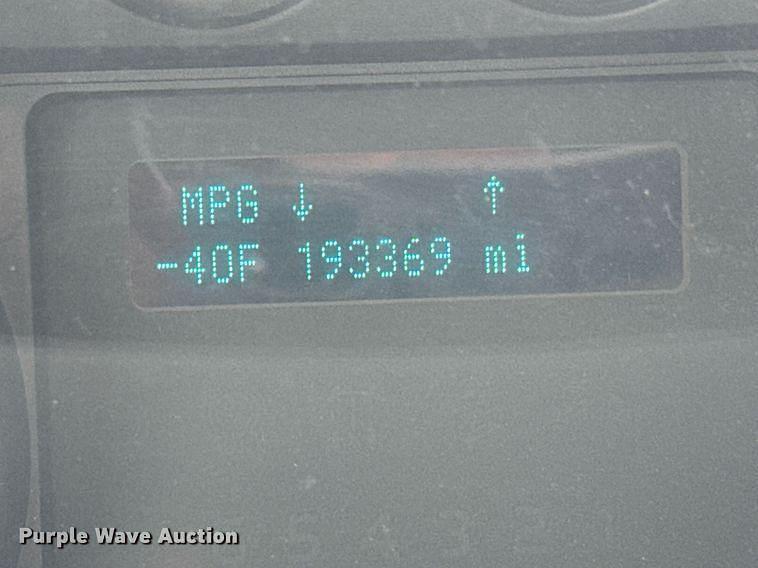 MPG ↓ ↑
-40F 193369 mi
Purple Wave Auction